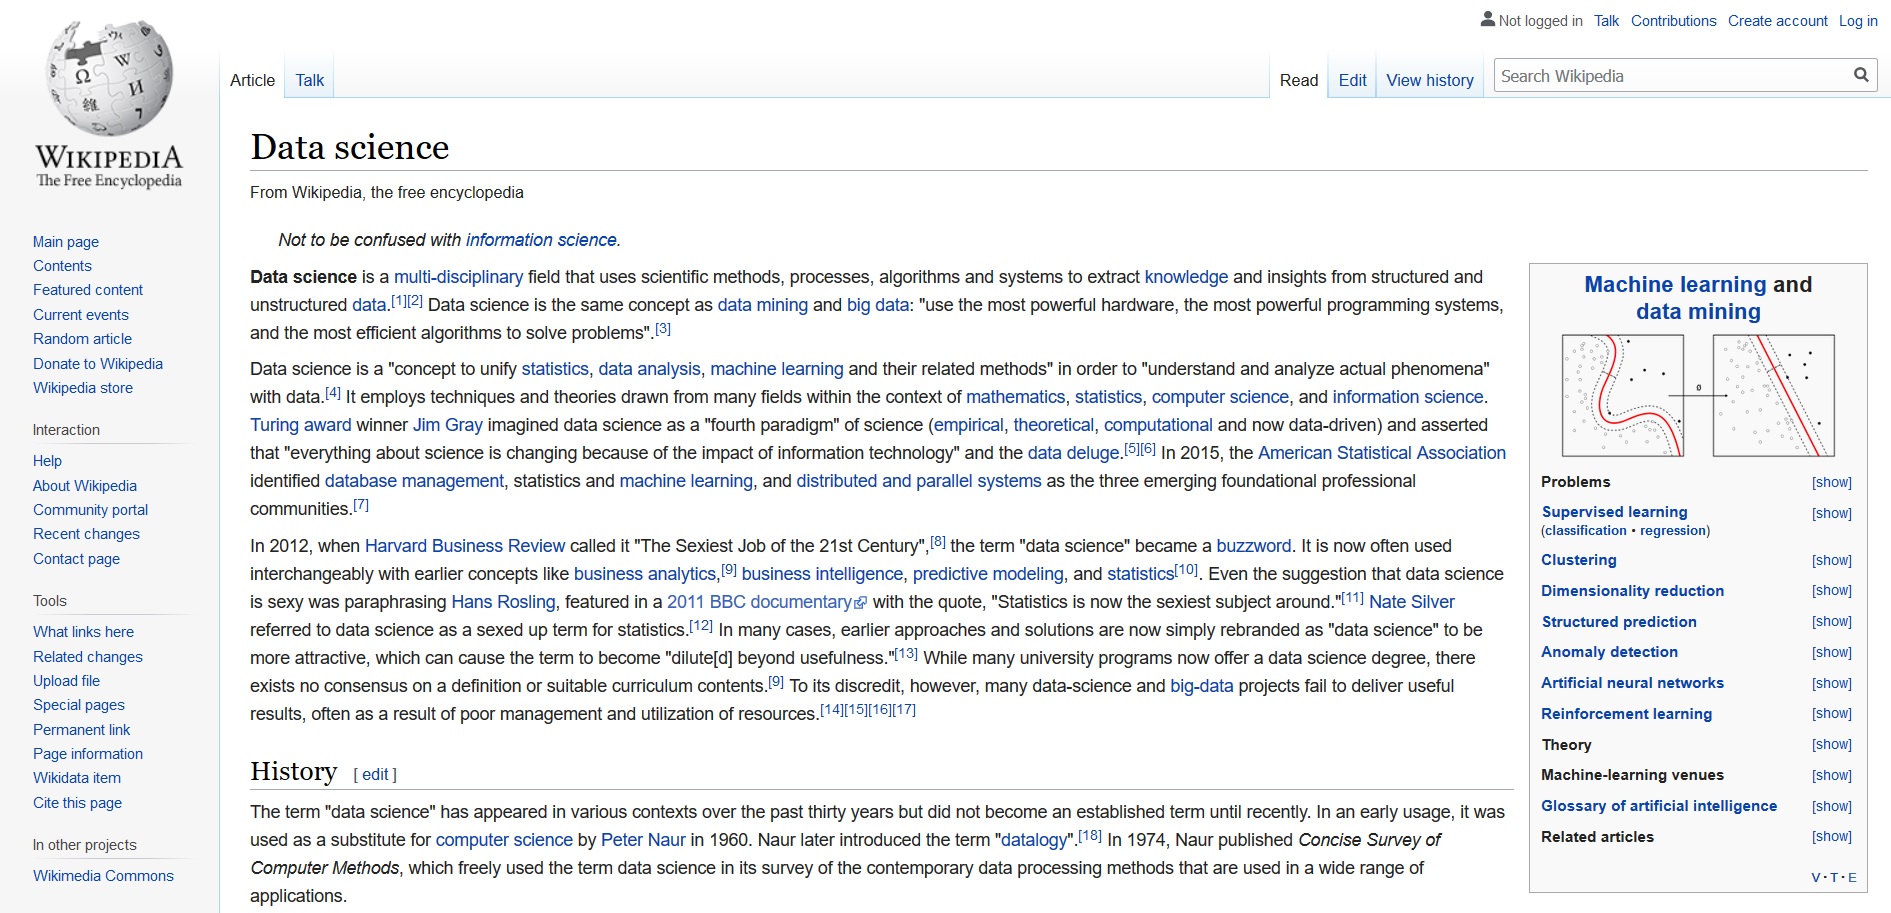 Not logged in Talk Contributions Create account Log in
Article Talk Read Edit View history Search Wikipedia
Ω W И 維 7
WIKIPEDIA
The Free Encyclopedia
Main page
Contents
Featured content
Current events
Random article
Donate to Wikipedia
Wikipedia store
Interaction
Help
About Wikipedia
Community portal
Recent changes
Contact page
Tools
What links here
Related changes
Upload file
Special pages
Permanent link
Page information
Wikidata item
Cite this page
In other projects
Wikimedia Commons
Data science
From Wikipedia, the free encyclopedia
Not to be confused with information science.
Data science is a multi-disciplinary field that uses scientific methods, processes, algorithms and systems to extract knowledge and insights from structured and
unstructured data.[1][2] Data science is the same concept as data mining and big data: "use the most powerful hardware, the most powerful programming systems,
and the most efficient algorithms to solve problems".[3]
Data science is a "concept to unify statistics, data analysis, machine learning and their related methods" in order to "understand and analyze actual phenomena"
with data.[4] It employs techniques and theories drawn from many fields within the context of mathematics, statistics, computer science, and information science.
Turing award winner Jim Gray imagined data science as a "fourth paradigm" of science (empirical, theoretical, computational and now data-driven) and asserted
that "everything about science is changing because of the impact of information technology" and the data deluge.[5][6] In 2015, the American Statistical Association
identified database management, statistics and machine learning, and distributed and parallel systems as the three emerging foundational professional
communities.[7]
In 2012, when Harvard Business Review called it "The Sexiest Job of the 21st Century",[8] the term "data science" became a buzzword. It is now often used
interchangeably with earlier concepts like business analytics,[9] business intelligence, predictive modeling, and statistics[10]. Even the suggestion that data science
is sexy was paraphrasing Hans Rosling, featured in a 2011 BBC documentary with the quote, "Statistics is now the sexiest subject around."[11] Nate Silver
referred to data science as a sexed up term for statistics.[12] In many cases, earlier approaches and solutions are now simply rebranded as "data science" to be
more attractive, which can cause the term to become "dilute[d] beyond usefulness."[13] While many university programs now offer a data science degree, there
exists no consensus on a definition or suitable curriculum contents.[9] To its discredit, however, many data-science and big-data projects fail to deliver useful
results, often as a result of poor management and utilization of resources.[14][15][16][17]
History [ edit ]
The term "data science" has appeared in various contexts over the past thirty years but did not become an established term until recently. In an early usage, it was
used as a substitute for computer science by Peter Naur in 1960. Naur later introduced the term "datalogy".[18] In 1974, Naur published Concise Survey of
Computer Methods, which freely used the term data science in its survey of the contemporary data processing methods that are used in a wide range of
applications.
Machine learning and
data mining
ø
Problems [show]
Supervised learning [show]
(classification • regression)
Clustering [show]
Dimensionality reduction [show]
Structured prediction [show]
Anomaly detection [show]
Artificial neural networks [show]
Reinforcement learning [show]
Theory [show]
Machine-learning venues [show]
Glossary of artificial intelligence [show]
Related articles [show]
V · T · E